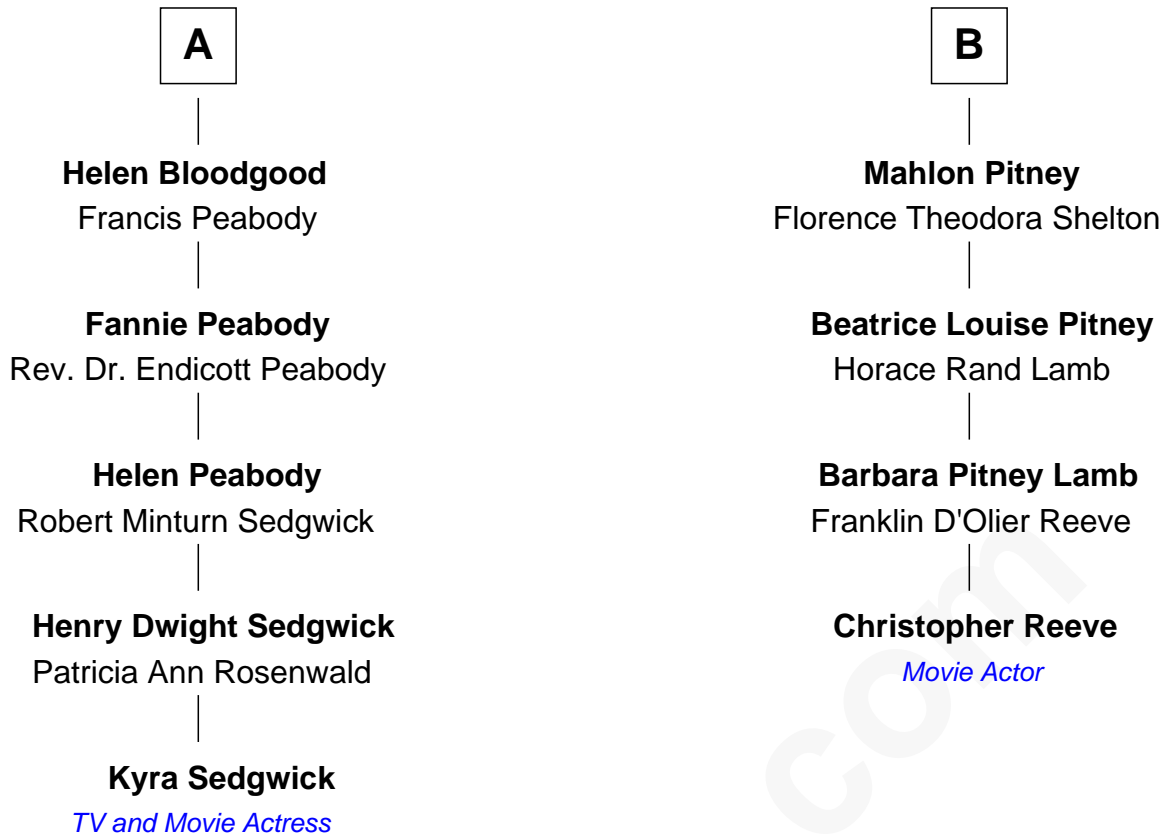 A
Helen Bloodgood
Francis Peabody
Fannie Peabody
Rev. Dr. Endicott Peabody
Helen Peabody
Robert Minturn Sedgwick
Henry Dwight Sedgwick
Patricia Ann Rosenwald
Kyra Sedgwick
TV and Movie Actress
B
Mahlon Pitney
Florence Theodora Shelton
Beatrice Louise Pitney
Horace Rand Lamb
Barbara Pitney Lamb
Franklin D'Olier Reeve
Christopher Reeve
Movie Actor
com